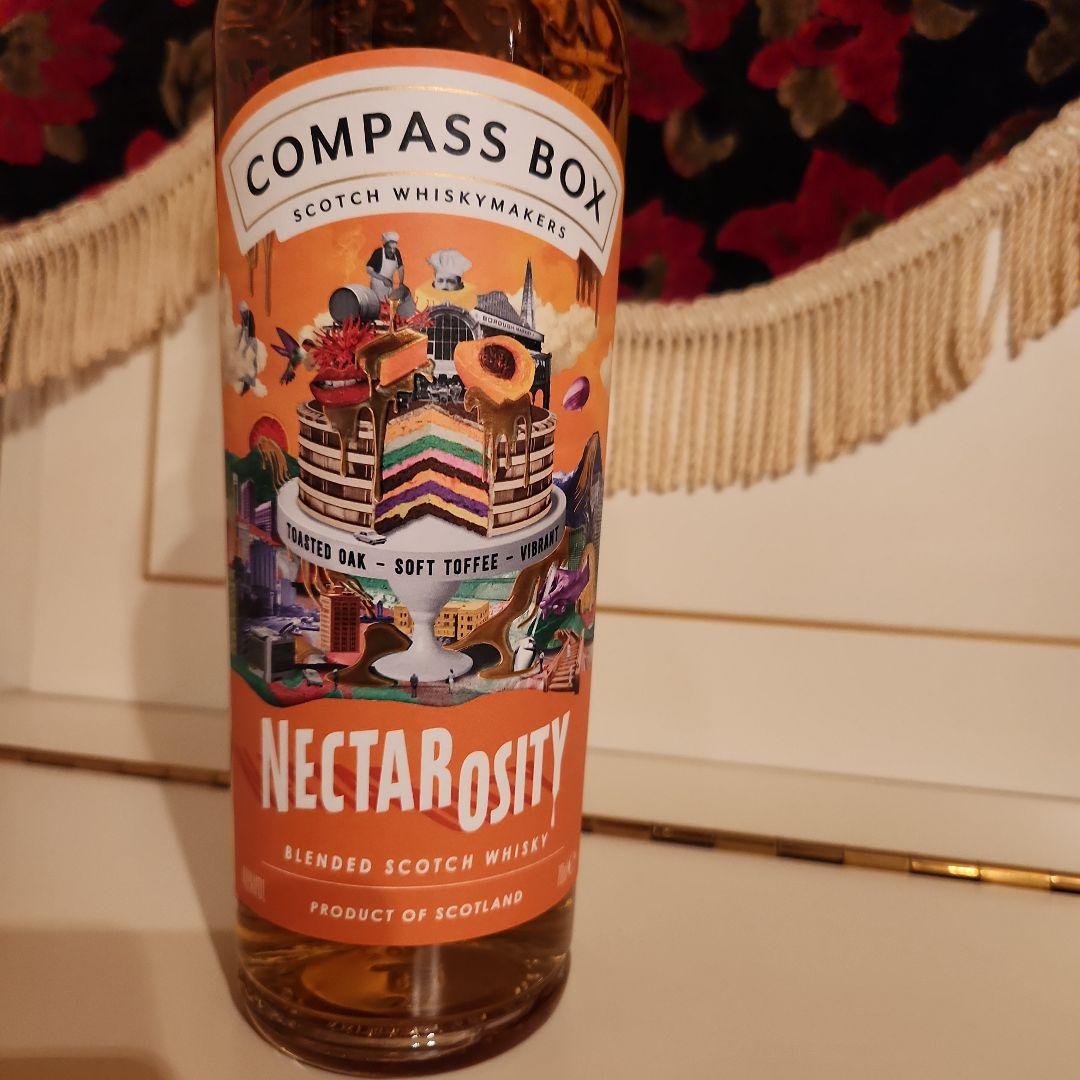 COMPASS BOX
SCOTCH WHISKYMAKERS
BOROUGH MARKET
TOASTED OAK – SOFT TOFFEE – VIBRANT
NECTAROSITY
BLENDED SCOTCH WHISKY
PRODUCT OF SCOTLAND